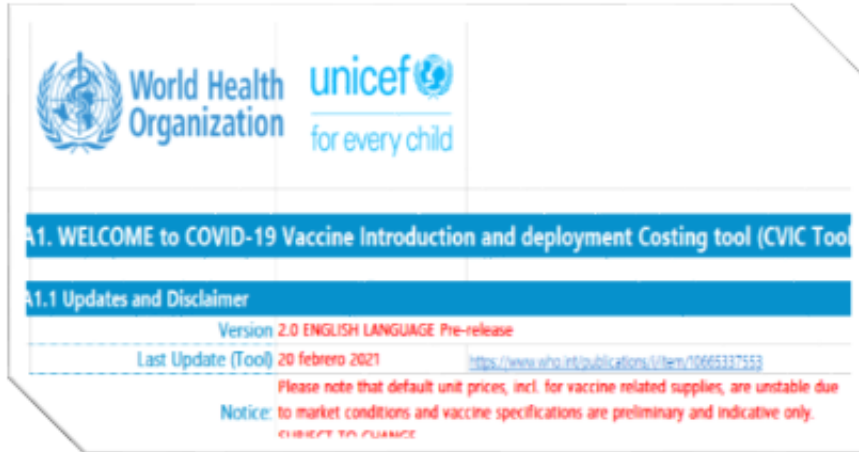 World Health
Organization
unicef
for every child
A1. WELCOME to COVID-19 Vaccine Introduction and deployment Costing tool (CVIC Tool
A1.1 Updates and Disclaimer
Version 2.0 ENGLISH LANGUAGE Pre-release
Last Update (Tool) 20 febrero 2021 https://www.who.int/publications/i/item/10665337553
Please note that default unit prices, incl. for vaccine related supplies, are unstable due
Notice: to market conditions and vaccine specifications are preliminary and indicative only.
SUBJECT TO CHANGE